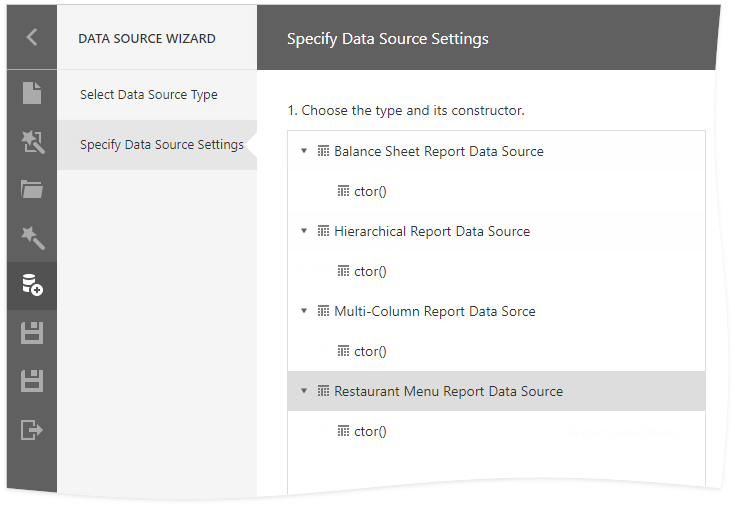 DATA SOURCE WIZARD
Specify Data Source Settings
Select Data Source Type
Specify Data Source Settings
1. Choose the type and its constructor.
Balance Sheet Report Data Source
ctor()
Hierarchical Report Data Source
ctor()
Multi-Column Report Data Sorce
ctor()
Restaurant Menu Report Data Source
ctor()